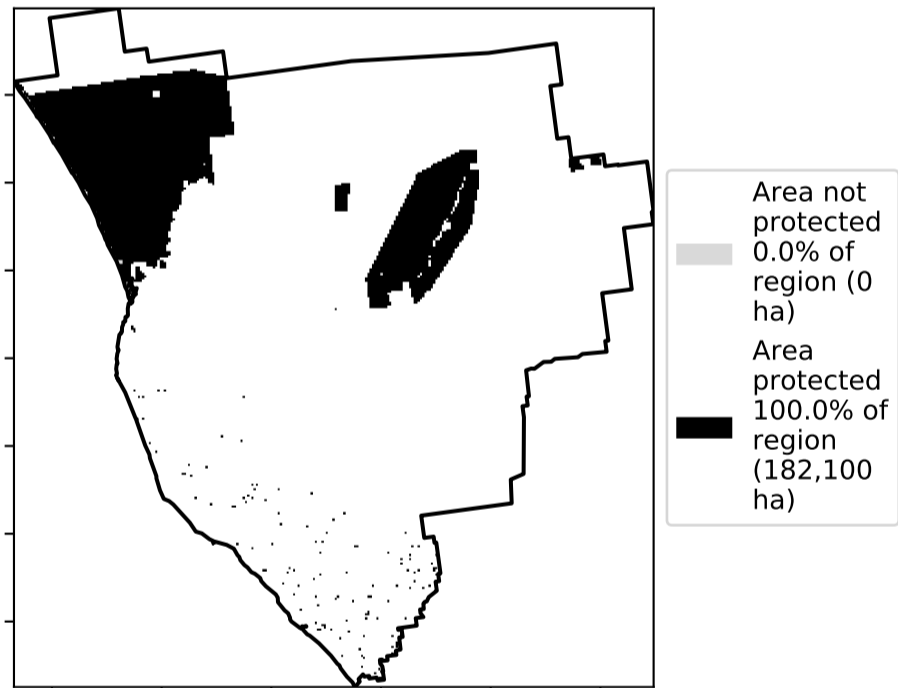 Area not
protected
0.0% of
region (0
ha)
Area
protected
100.0% of
region
(182,100
ha)